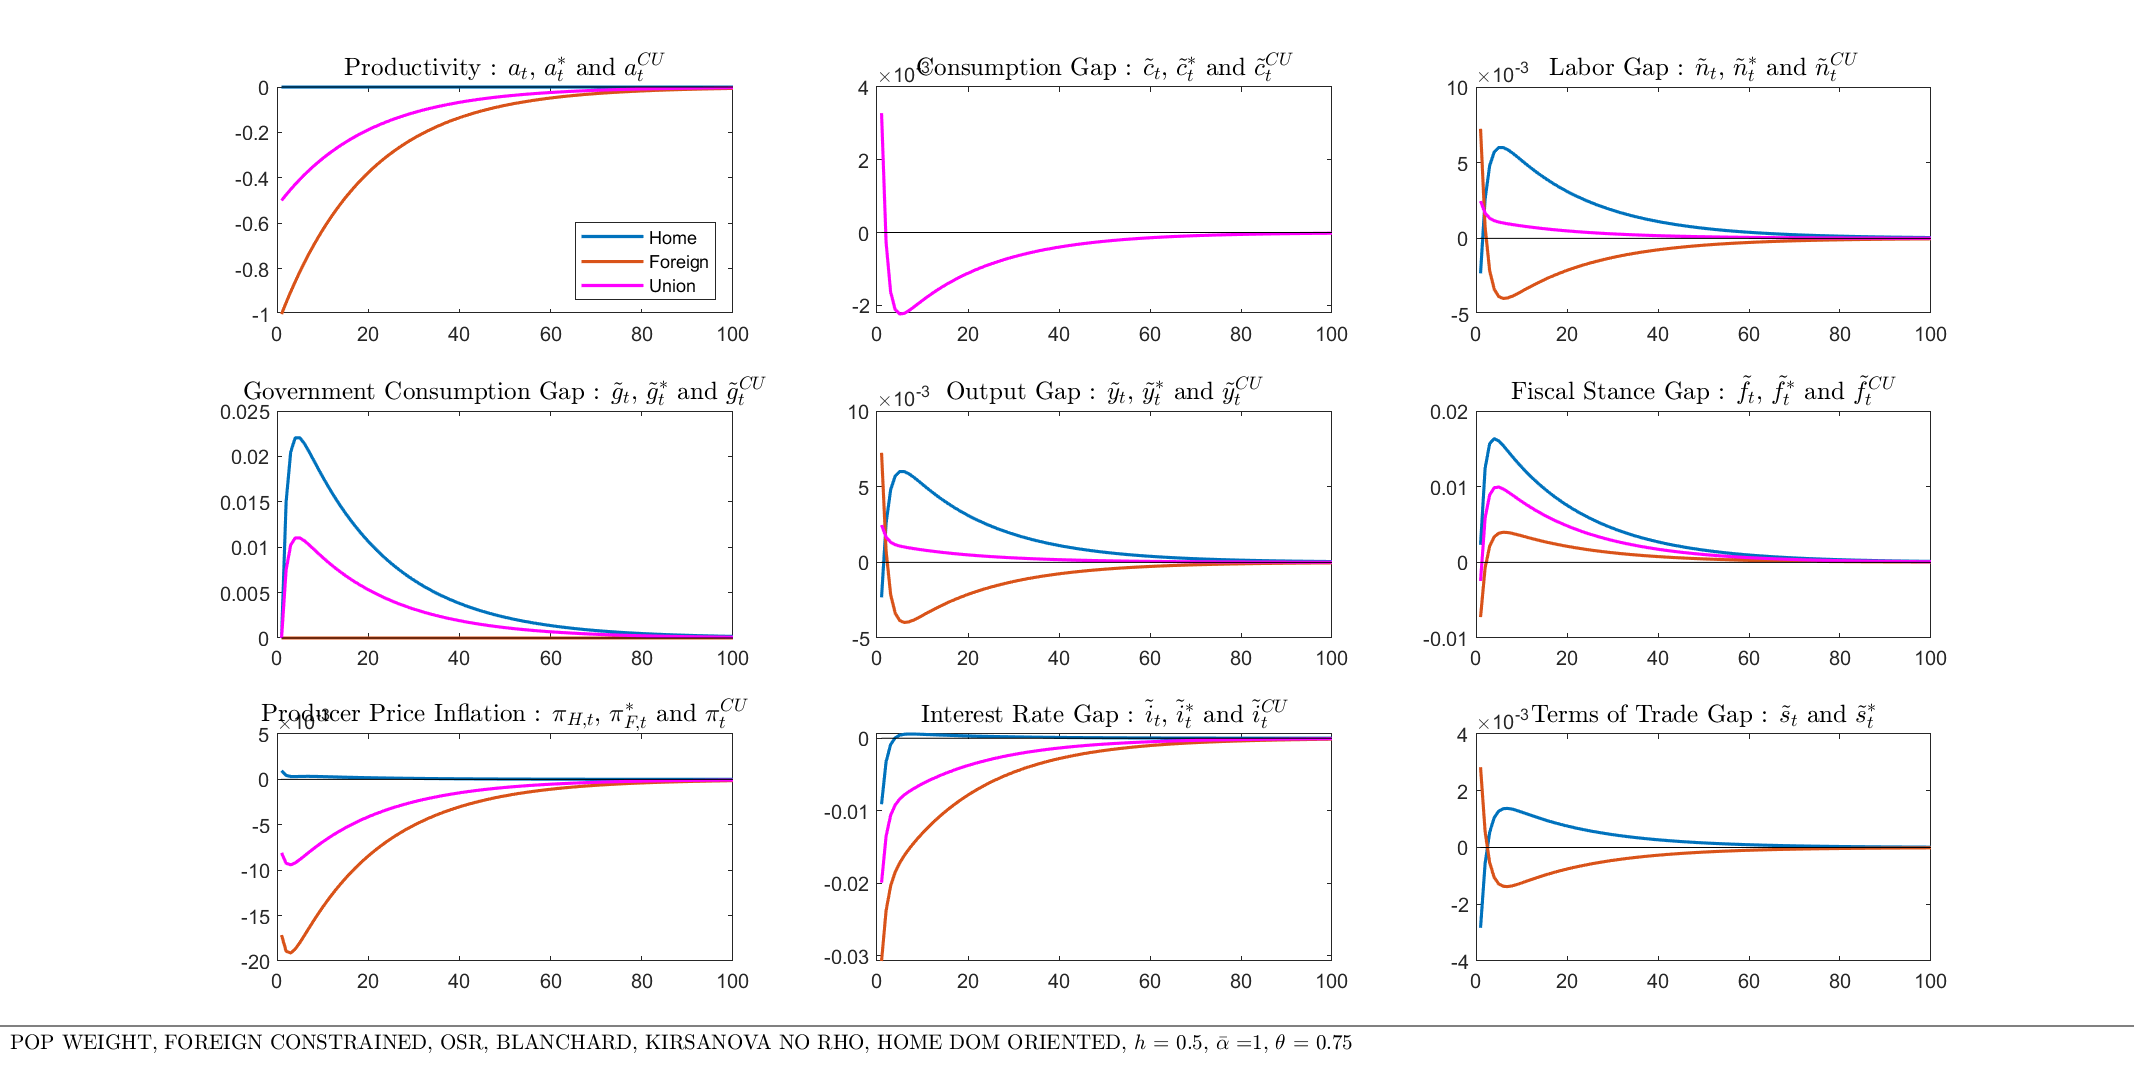 Productivity : a_t, a_t^* and a_t^{CU}
0
-0.2
-0.4
-0.6
-0.8
-1
0 20 40 60 80 100
Home
Foreign
Union
×10^{-3}
Consumption Gap : c̃_t, c̃_t^* and c̃_t^{CU}
4
2
0
-2
0 20 40 60 80 100
×10^{-3}
Labor Gap : ñ_t, ñ_t^* and ñ_t^{CU}
10
5
0
-5
0 20 40 60 80 100
Government Consumption Gap : g̃_t, g̃_t^* and g̃_t^{CU}
0.025
0.02
0.015
0.01
0.005
0
0 20 40 60 80 100
×10^{-3}
Output Gap : ỹ_t, ỹ_t^* and ỹ_t^{CU}
10
5
0
-5
0 20 40 60 80 100
Fiscal Stance Gap : f̃_t, f̃_t^* and f̃_t^{CU}
0.02
0.01
0
-0.01
0 20 40 60 80 100
Producer Price Inflation : π_{H,t}, π_{F,t}^* and π_t^{CU}
×10^{-3}
5
0
-5
-10
-15
-20
0 20 40 60 80 100
Interest Rate Gap : ĩ_t, ĩ_t^* and ĩ_t^{CU}
0
-0.01
-0.02
-0.03
0 20 40 60 80 100
×10^{-3}
Terms of Trade Gap : s̃_t and s̃_t^*
4
2
0
-2
-4
0 20 40 60 80 100
POP WEIGHT, FOREIGN CONSTRAINED, OSR, BLANCHARD, KIRSANOVA NO RHO, HOME DOM ORIENTED, h = 0.5, ᾱ =1, θ = 0.75